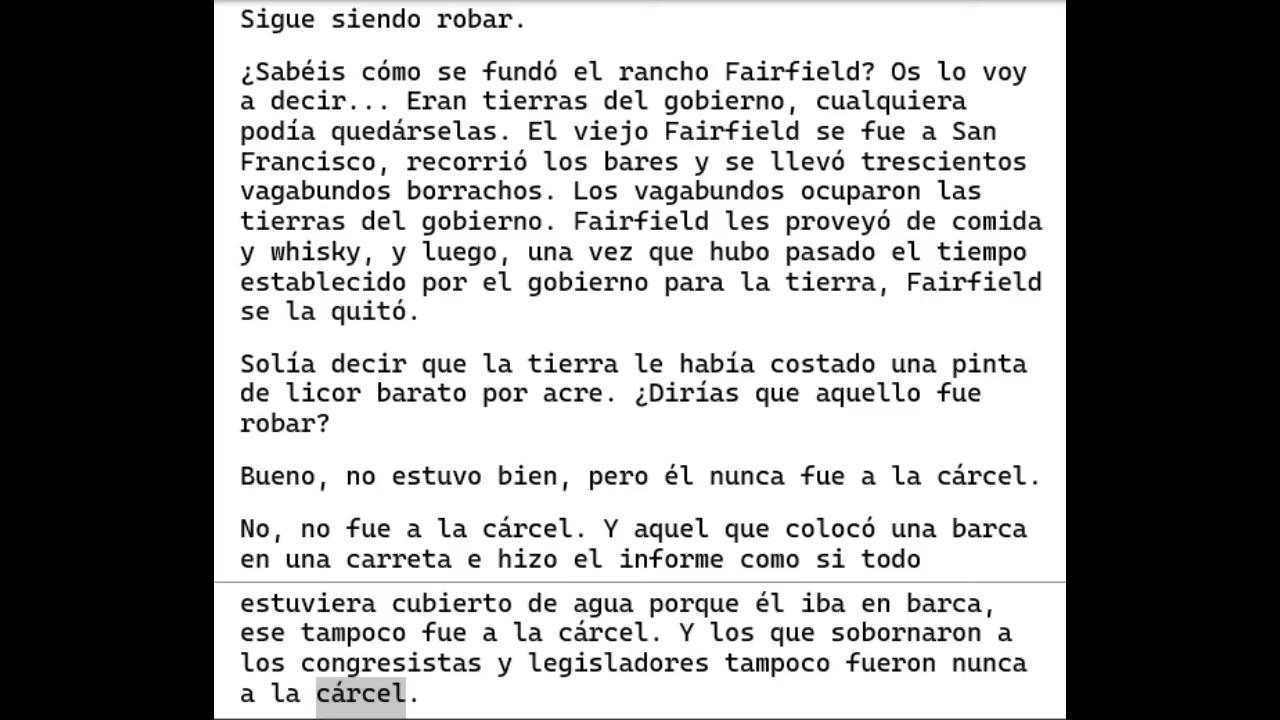 Sigue siendo robar.
¿Sabéis cómo se fundó el rancho Fairfield? Os lo voy
a decir... Eran tierras del gobierno, cualquiera
podía quedárselas. El viejo Fairfield se fue a San
Francisco, recorrió los bares y se llevó trescientos
vagabundos borrachos. Los vagabundos ocuparon las
tierras del gobierno. Fairfield les proveyó de comida
y whisky, y luego, una vez que hubo pasado el tiempo
establecido por el gobierno para la tierra, Fairfield
se la quitó.
Solía decir que la tierra le había costado una pinta
de licor barato por acre. ¿Dirías que aquello fue
robar?
Bueno, no estuvo bien, pero él nunca fue a la cárcel.
No, no fue a la cárcel. Y aquel que colocó una barca
en una carreta e hizo el informe como si todo
estuviera cubierto de agua porque él iba en barca,
ese tampoco fue a la cárcel. Y los que sobornaron a
los congresistas y legisladores tampoco fueron nunca
a la cárcel.